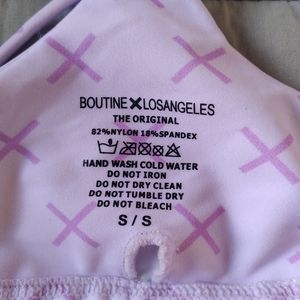 BOUTINE X LOSANGELES
THE ORIGINAL
82%NYLON 18%SPANDEX
HAND WASH COLD WATER
DO NOT IRON
DO NOT DRY CLEAN
DO NOT TUMBLE DRY
DO NOT BLEACH
S / S